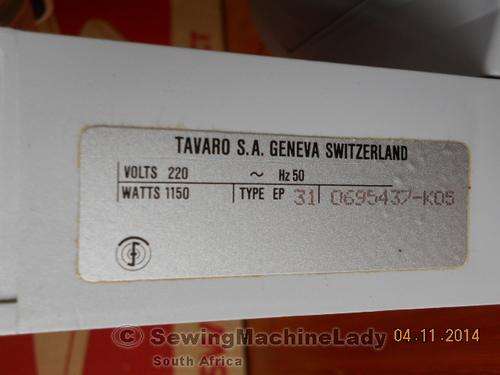 TAVARO S.A. GENEVA SWITZERLAND
VOLTS 220 ~ Hz 50
WATTS 1150 TYPE EP 31 0695437-K05
© SewingMachineLady 04.11.2014
South Africa